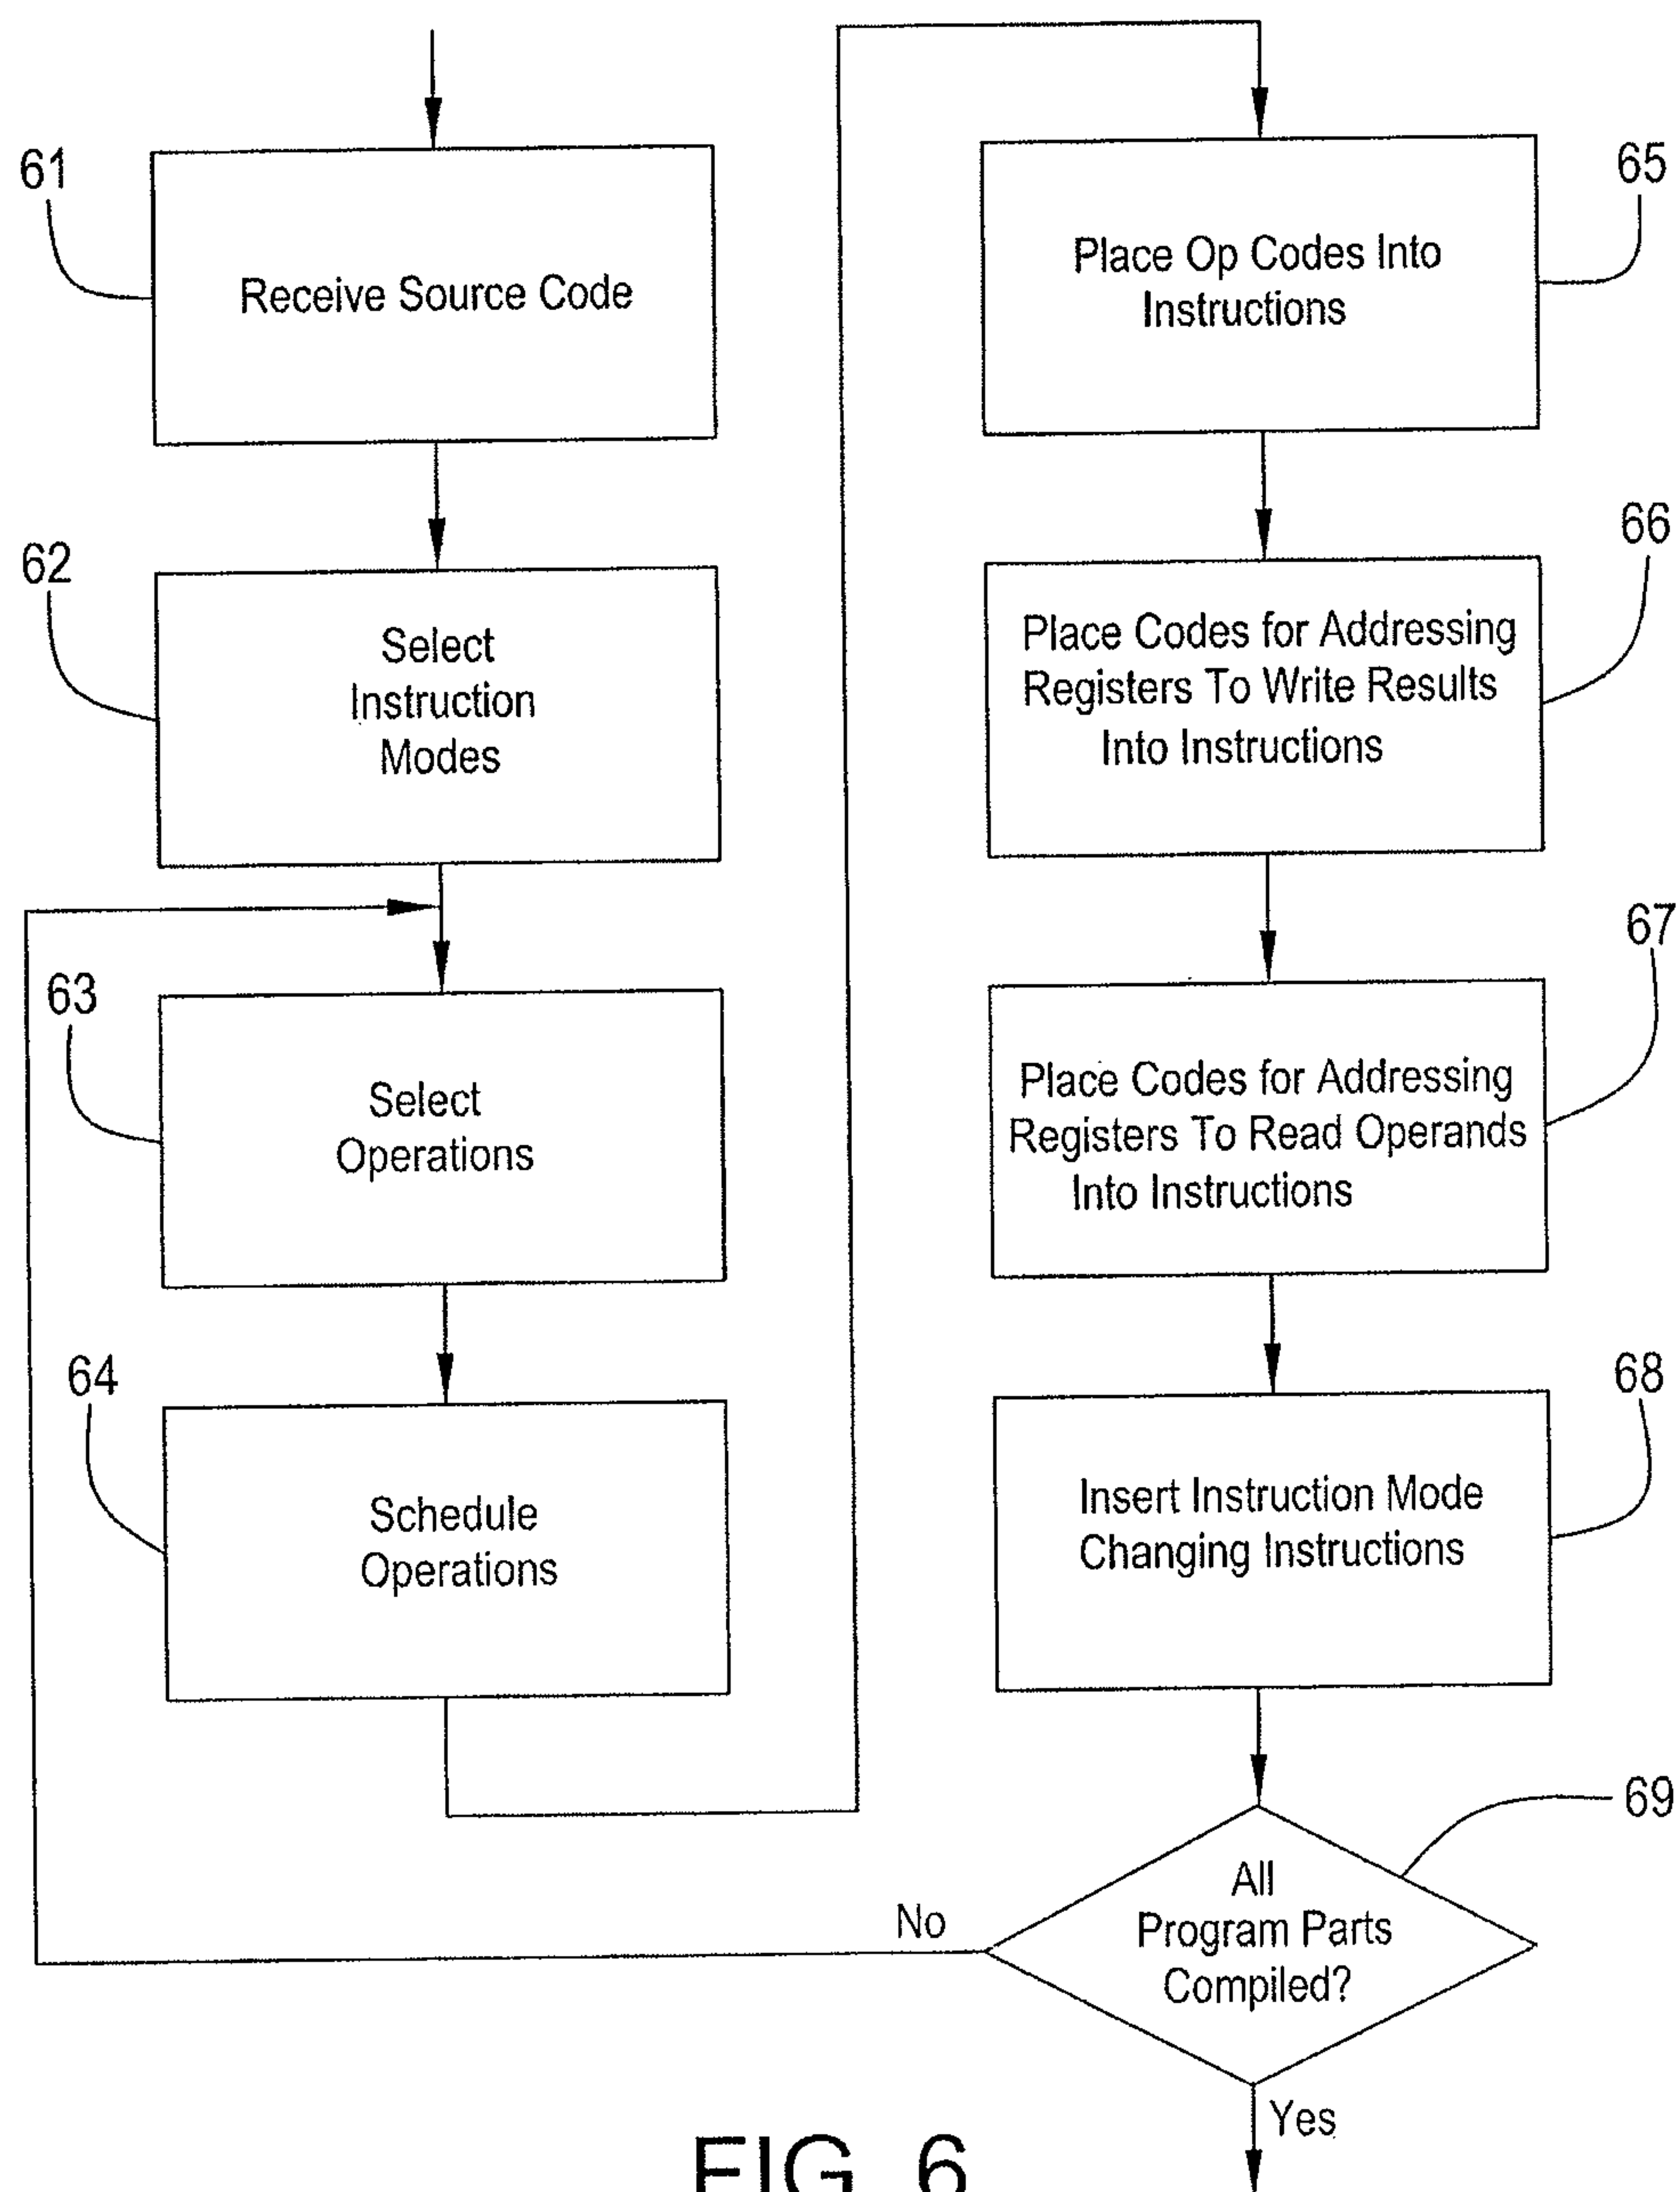 61
Receive Source Code
62
Select
Instruction
Modes
63
Select
Operations
64
Schedule
Operations
65
Place Op Codes Into
Instructions
66
Place Codes for Addressing
Registers To Write Results
Into Instructions
67
Place Codes for Addressing
Registers To Read Operands
Into Instructions
68
Insert Instruction Mode
Changing Instructions
69
All
Program Parts
Compiled?
No
Yes
FIG. 6